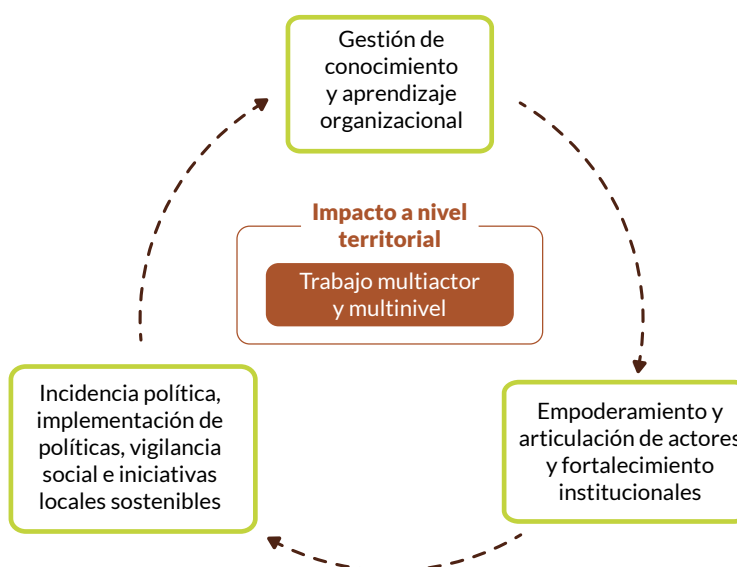 Gestión de
conocimiento
y aprendizaje
organizacional
Impacto a nivel
territorial
Trabajo multiactor
y multinivel
Incidencia política,
implementación de
políticas, vigilancia
social e iniciativas
locales sostenibles
Empoderamiento y
articulación de actores
y fortalecimiento
institucionales